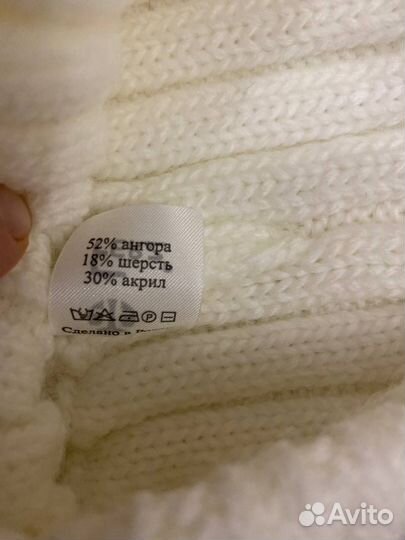 52% ангора
18% шерсть
30% акрил
Сделано в
Avito